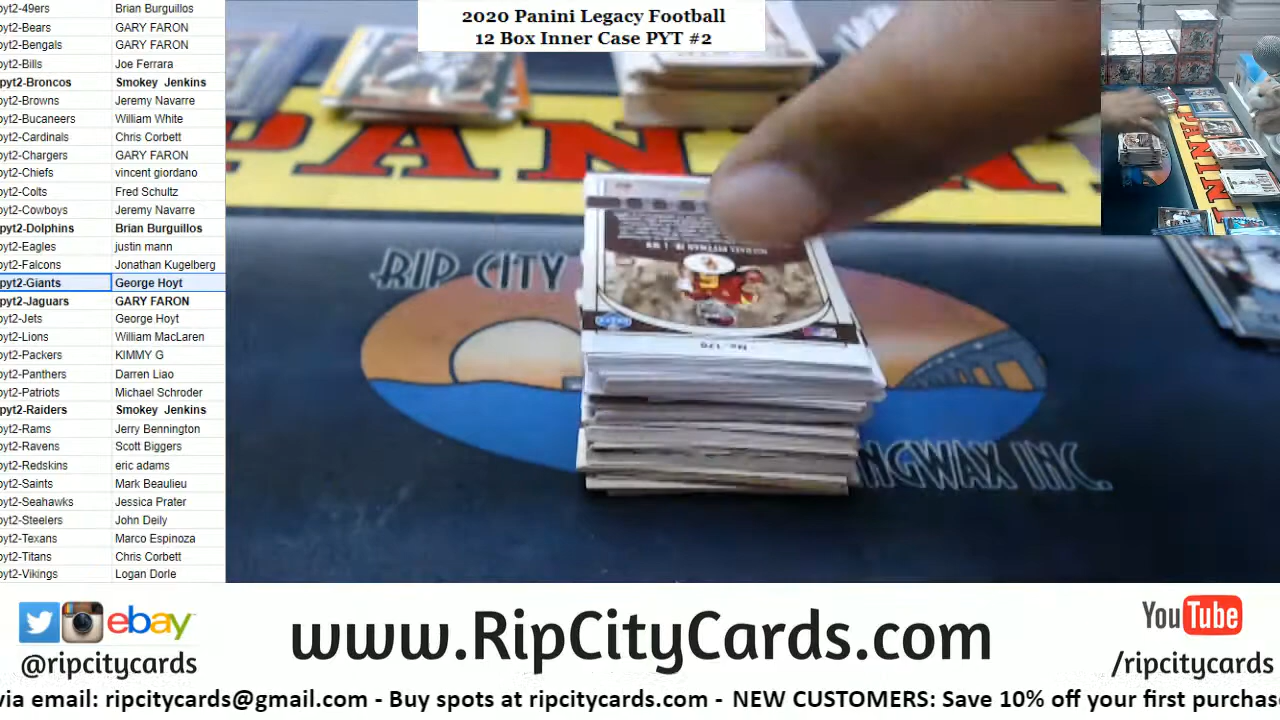 2020 Panini Legacy Football
12 Box Inner Case PYT #2
pyt2-49ers Brian Burguillos
pyt2-Bears GARY FARON
pyt2-Bengals GARY FARON
pyt2-Bills Joe Ferrara
pyt2-Broncos Smokey Jenkins
pyt2-Browns Jeremy Navarre
pyt2-Bucaneers William White
pyt2-Cardinals Chris Corbett
pyt2-Chargers GARY FARON
pyt2-Chiefs vincent giordano
pyt2-Colts Fred Schultz
pyt2-Cowboys Jeremy Navarre
pyt2-Dolphins Brian Burguillos
pyt2-Eagles justin mann
pyt2-Falcons Jonathan Kugelberg
pyt2-Giants George Hoyt
pyt2-Jaguars GARY FARON
pyt2-Jets George Hoyt
pyt2-Lions William MacLaren
pyt2-Packers KIMMY G
pyt2-Panthers Darren Liao
pyt2-Patriots Michael Schroder
pyt2-Raiders Smokey Jenkins
pyt2-Rams Jerry Bennington
pyt2-Ravens Scott Biggers
pyt2-Redskins eric adams
pyt2-Saints Mark Beaulieu
pyt2-Seahawks Jessica Prater
pyt2-Steelers John Deily
pyt2-Texans Marco Espinoza
pyt2-Titans Chris Corbett
pyt2-Vikings Logan Dorle
PANINI
RIP CITY
NGWAX INC.
PANINI
ebay
@ripcitycards
www.RipCityCards.com
YouTube
/ripcitycards
via email: ripcitycards@gmail.com - Buy spots at ripcitycards.com - NEW CUSTOMERS: Save 10% off your first purchas